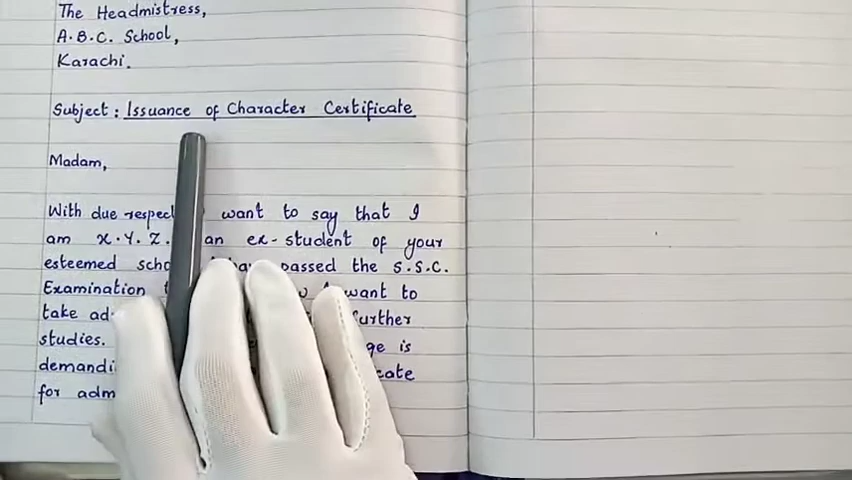 The Headmistress,
A.B.C. School,
Karachi.
Subject: Issuance of Character Certificate
Madam,
With due respect want to say that I
am X.Y.Z. an ex-student of your
esteemed passed the S.S.C.
Examination I want to
take further
studies. is
demandi
for adm